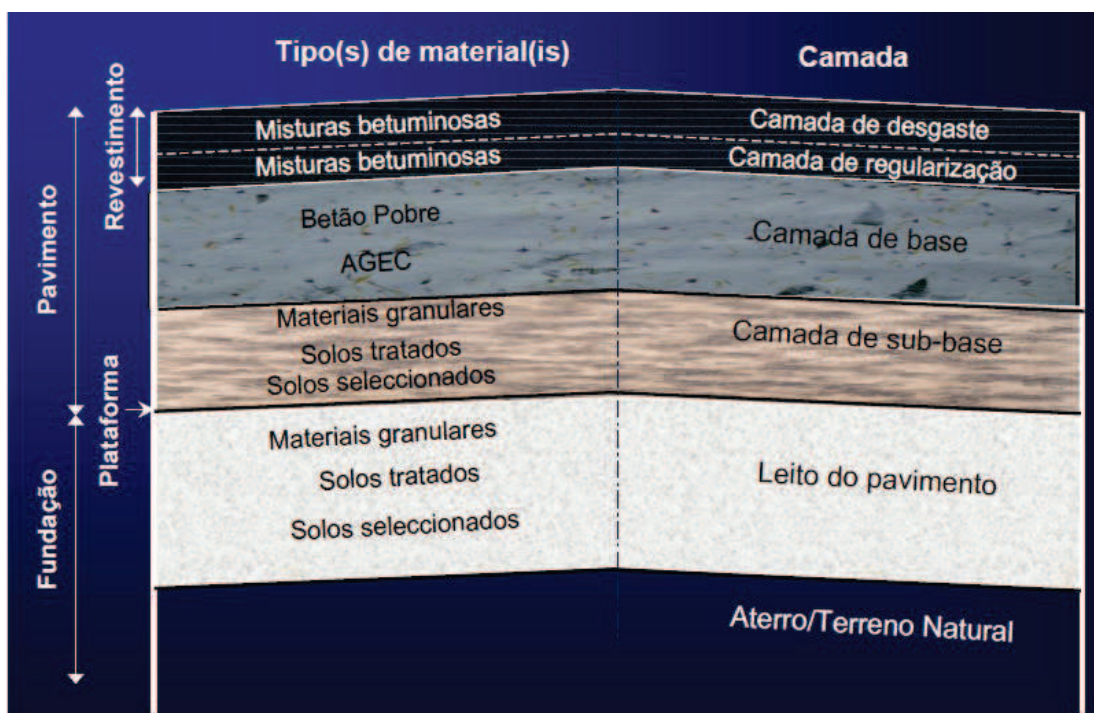 Tipo(s) de material(is)
Camada
Revestimento
Pavimento
Misturas betuminosas
Camada de desgaste
Misturas betuminosas
Camada de regularização
Betão Pobre
AGEC
Camada de base
Materiais granulares
Solos tratados
Solos seleccionados
Camada de sub-base
Plataforma
Fundação
Materiais granulares
Solos tratados
Solos seleccionados
Leito do pavimento
Aterro/Terreno Natural